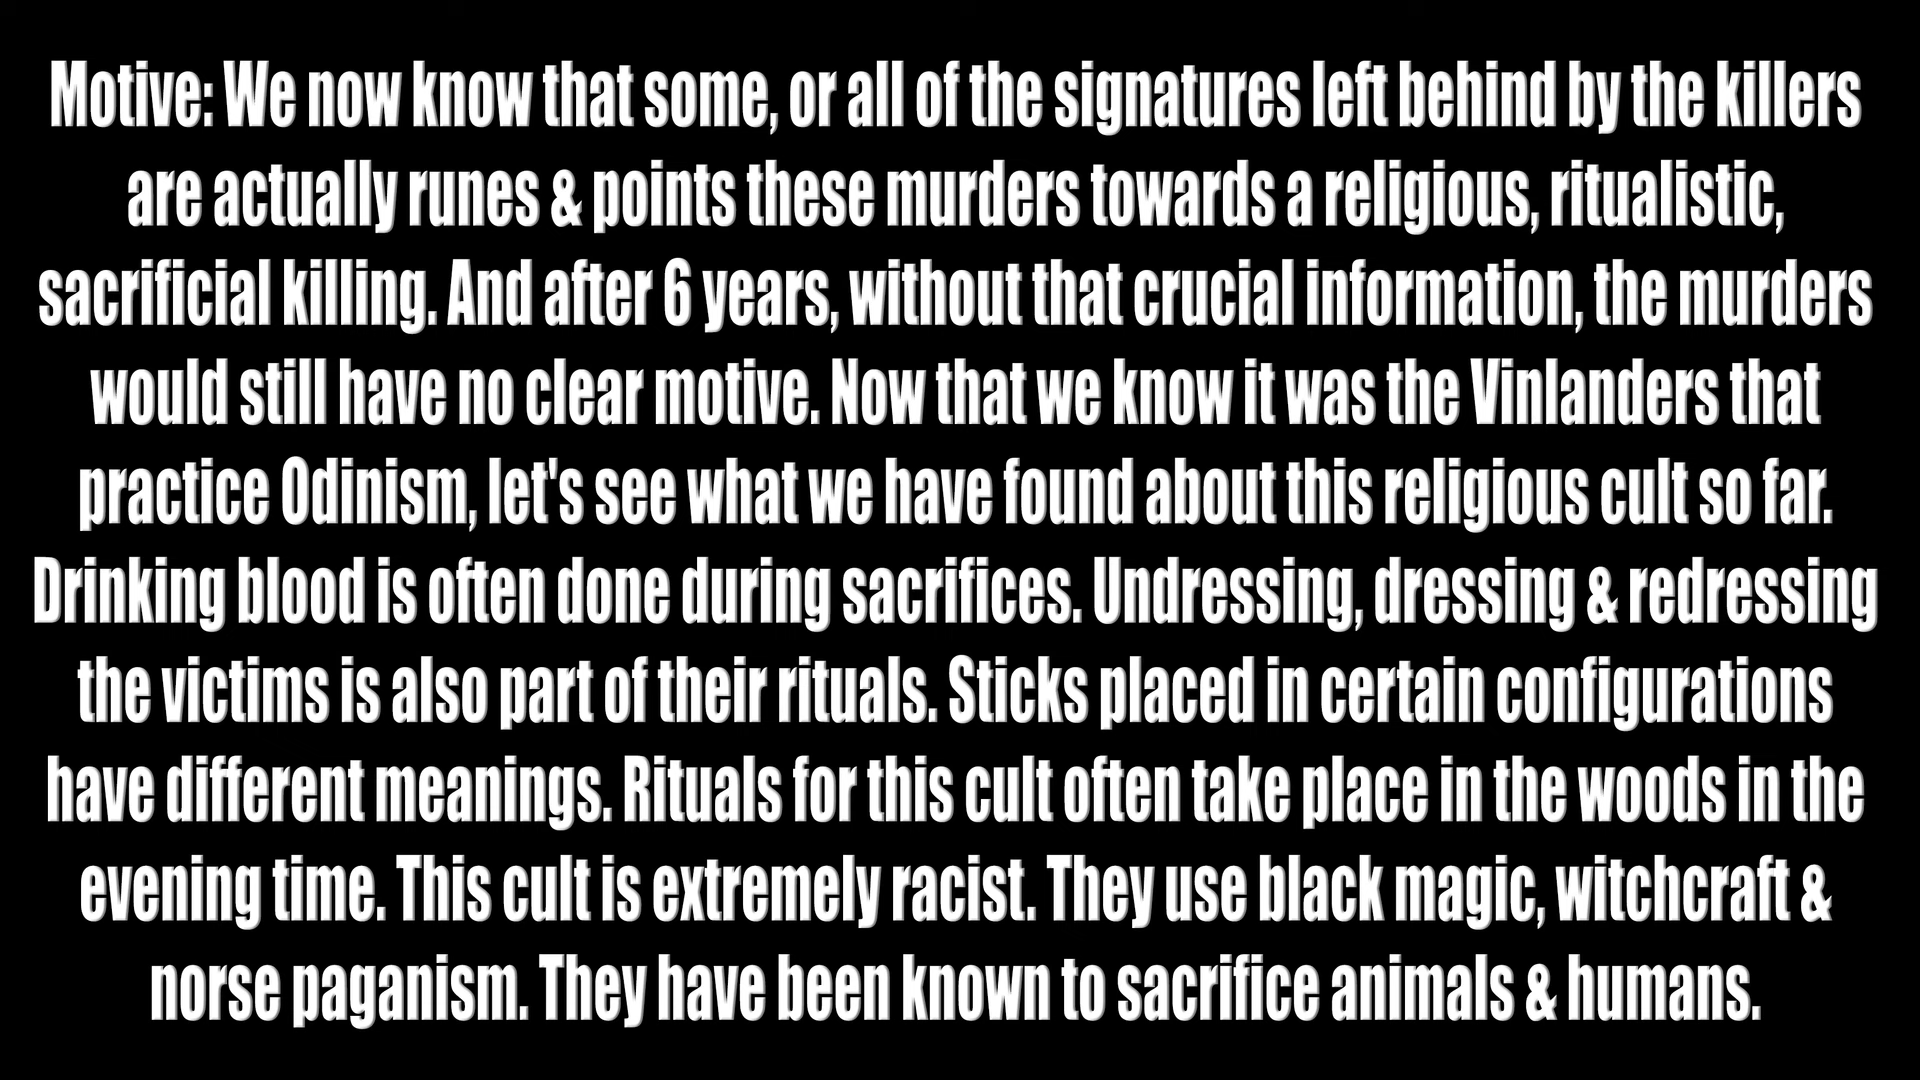 Motive: We now know that some, or all of the signatures left behind by the killers
are actually runes & points these murders towards a religious, ritualistic,
sacrificial killing. And after 6 years, without that crucial information, the murders
would still have no clear motive. Now that we know it was the Vinlanders that
practice Odinism, let's see what we have found about this religious cult so far.
Drinking blood is often done during sacrifices. Undressing, dressing & redressing
the victims is also part of their rituals. Sticks placed in certain configurations
have different meanings. Rituals for this cult often take place in the woods in the
evening time. This cult is extremely racist. They use black magic, witchcraft &
norse paganism. They have been known to sacrifice animals & humans.